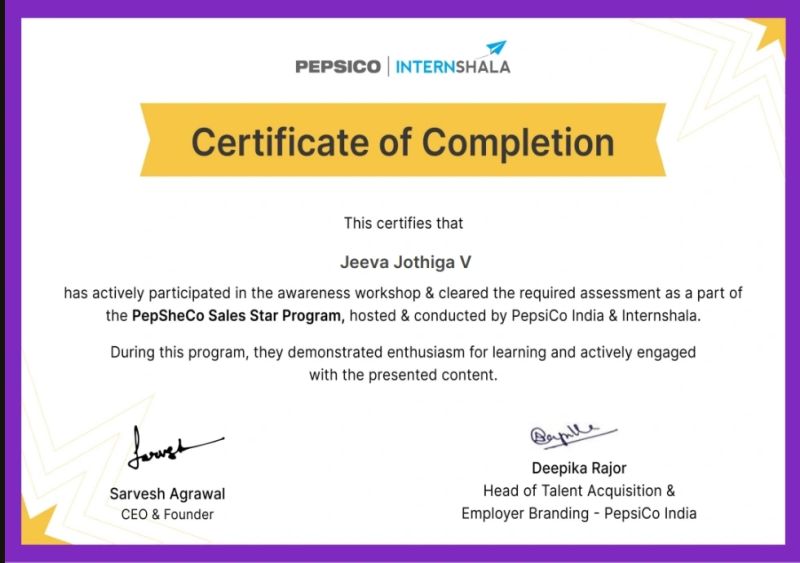 PEPSICO | INTERNSHALA
Certificate of Completion
This certifies that
Jeeva Jothiga V
has actively participated in the awareness workshop & cleared the required assessment as a part of
the PepSheCo Sales Star Program, hosted & conducted by PepsiCo India & Internshala.
During this program, they demonstrated enthusiasm for learning and actively engaged
with the presented content.
Sarvesh
Sarvesh Agrawal
CEO & Founder
Deepika Rajor
Head of Talent Acquisition &
Employer Branding - PepsiCo India